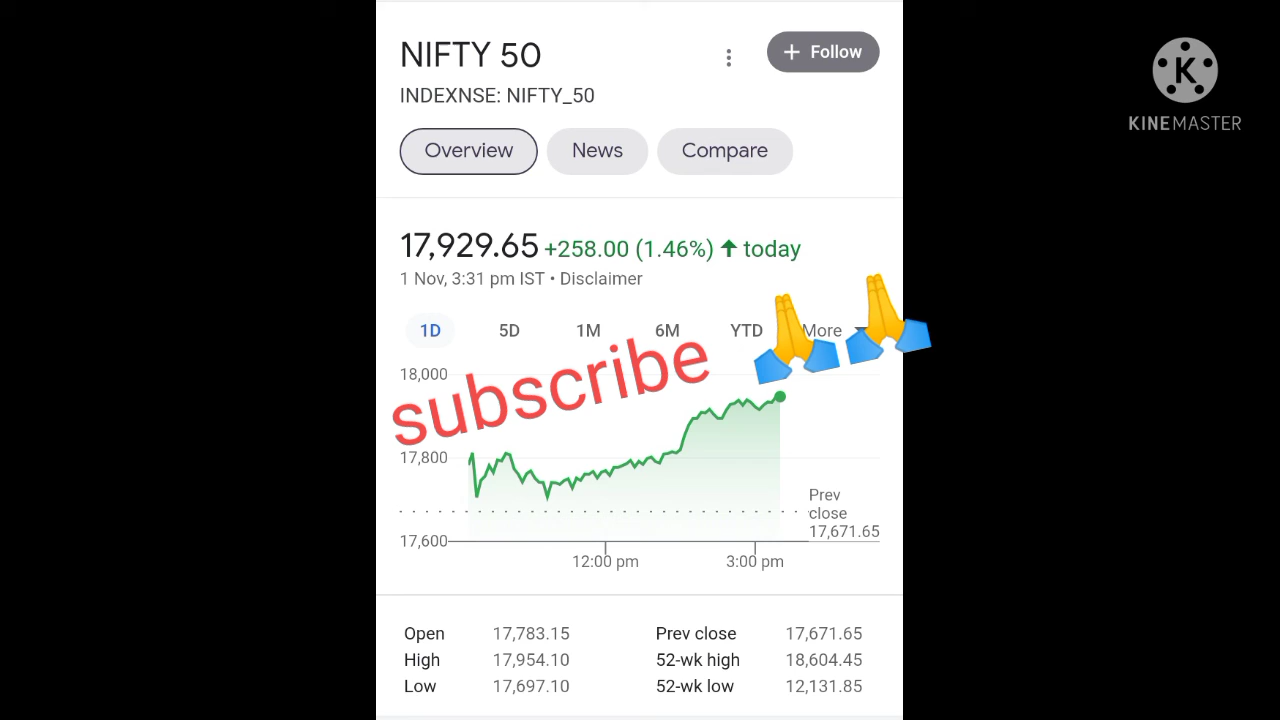 NIFTY 50
+ Follow
INDEXNSE: NIFTY_50
Overview
News
Compare
17,929.65 +258.00 (1.46%) ↑ today
1 Nov, 3:31 pm IST • Disclaimer
1D 5D 1M 6M YTD More
subscribe
18,000
17,800
Prev
close
17,671.65
17,600
12:00 pm 3:00 pm
Open 17,783.15 Prev close 17,671.65
High 17,954.10 52-wk high 18,604.45
Low 17,697.10 52-wk low 12,131.85
K
KINEMASTER